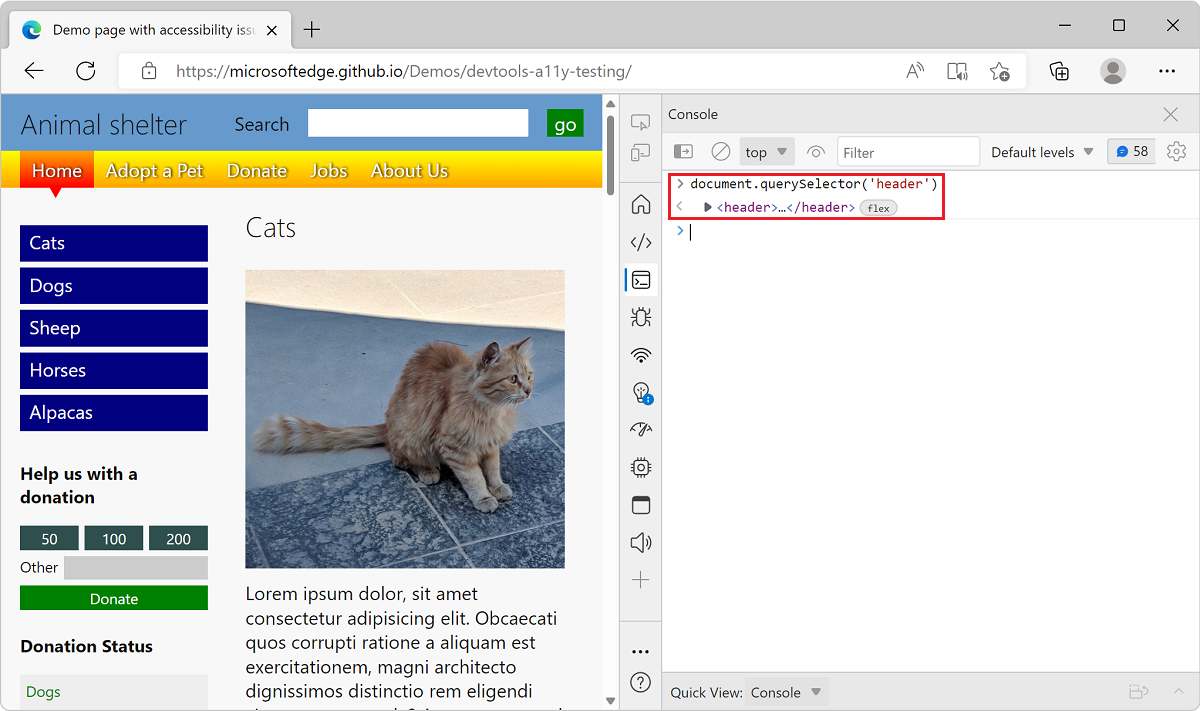 Demo page with accessibility issu
https://microsoftedge.github.io/Demos/devtools-a11y-testing/
Animal shelter
Search
go
Home
Adopt a Pet
Donate
Jobs
About Us
Cats
Dogs
Sheep
Horses
Alpacas
Help us with a
donation
50
100
200
Other
Donate
Donation Status
Dogs
Cats
Lorem ipsum dolor, sit amet
consectetur adipisicing elit. Obcaecati
quos corrupti ratione a aliquam est
exercitationem, magni architecto
dignissimos distinctio rem eligendi
Console
top
Filter
Default levels
58
document.querySelector('header')
<header>…</header> flex
Quick View: Console